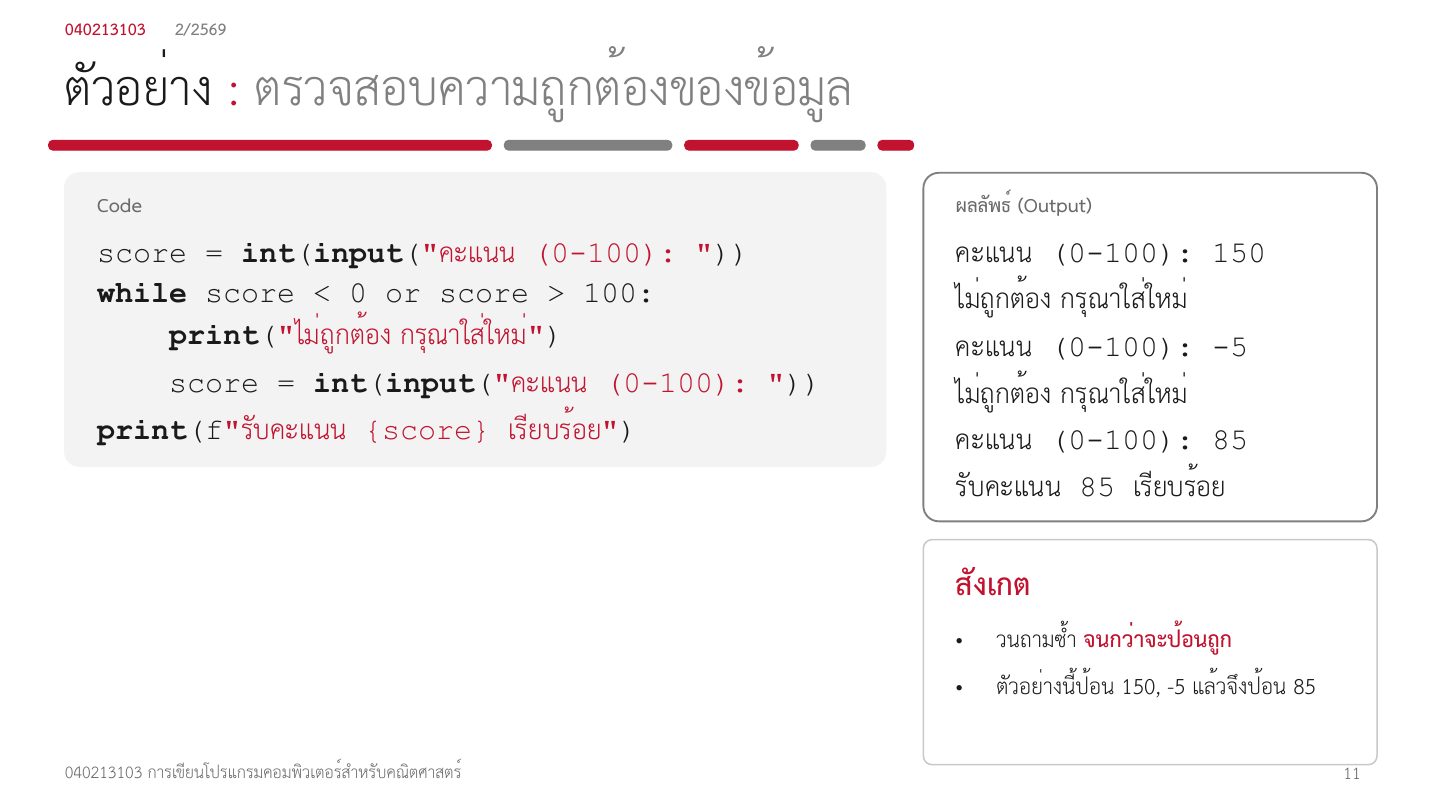 040213103 2/2569
ตัวอย่าง : ตรวจสอบความถูกต้องของข้อมูล
Code
score = int(input("คะแนน (0-100): "))
while score < 0 or score > 100:
    print("ไม่ถูกต้อง กรุณาใส่ใหม่")
    score = int(input("คะแนน (0-100): "))
print(f"รับคะแนน {score} เรียบร้อย")
ผลลัพธ์ (Output)
คะแนน (0-100): 150
ไม่ถูกต้อง กรุณาใส่ใหม่
คะแนน (0-100): -5
ไม่ถูกต้อง กรุณาใส่ใหม่
คะแนน (0-100): 85
รับคะแนน 85 เรียบร้อย
สังเกต
• วนถามซ้ำ จนกว่าจะป้อนถูก
• ตัวอย่างนี้ป้อน 150, -5 แล้วจึงป้อน 85
040213103 การเขียนโปรแกรมคอมพิวเตอร์สำหรับคณิตศาสตร์
11